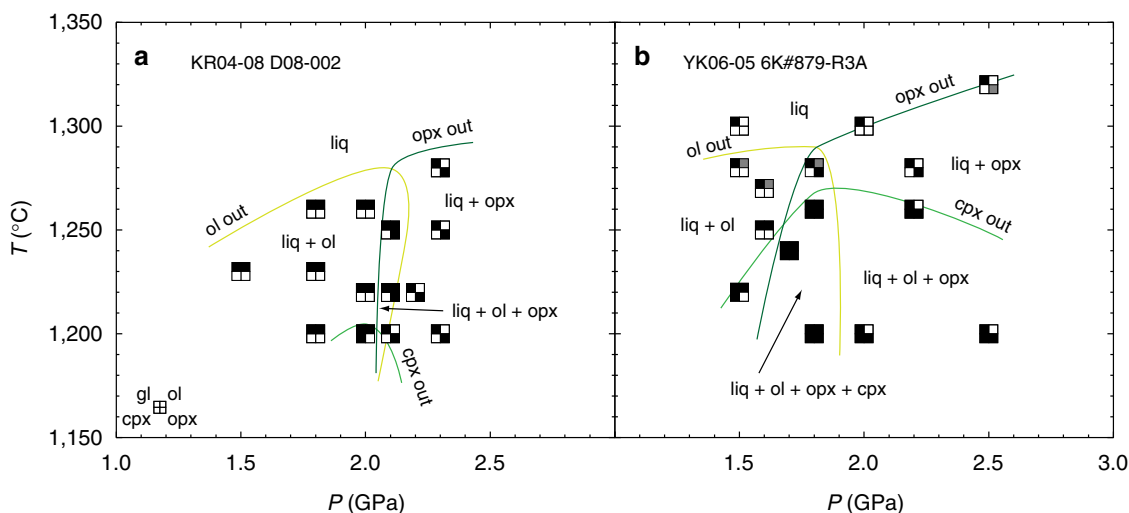 1,350
1,300
1,250
1,200
1,150
T (°C)
a
KR04-08 D08-002
liq
opx out
ol out
liq + ol
liq + opx
liq + ol + opx
cpx out
gl ol
cpx opx
1.0 1.5 2.0 2.5
P (GPa)
b
YK06-05 6K#879-R3A
liq
opx out
ol out
liq + opx
liq + ol
cpx out
liq + ol + opx
liq + ol + opx + cpx
1.5 2.0 2.5 3.0
P (GPa)